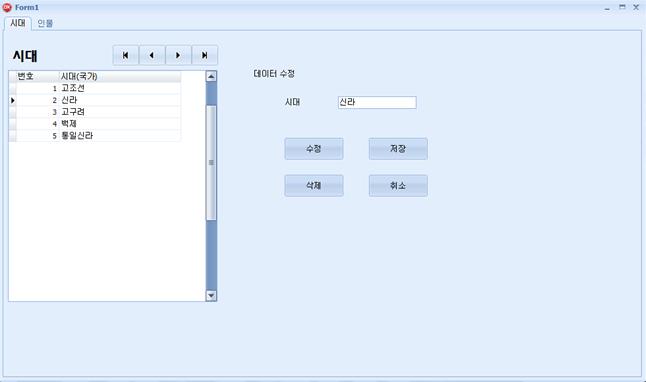 DX Form1
시대 인물
시대
번호 시대(국가)
1 고조선
2 신라
3 고구려
4 백제
5 통일신라
데이터 수정
시대 신라
수정 저장
삭제 취소